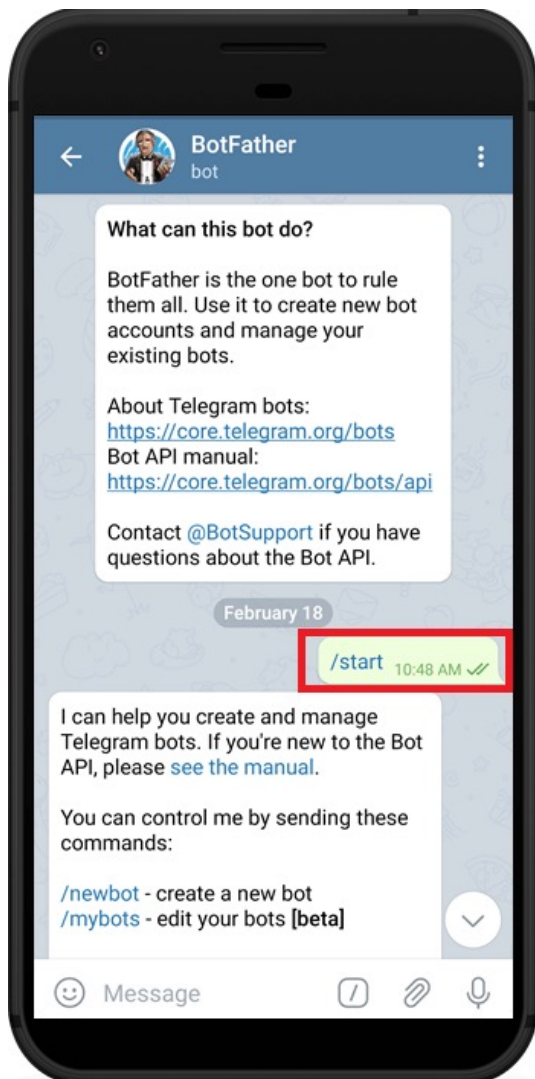 BotFather
bot
What can this bot do?
BotFather is the one bot to rule
them all. Use it to create new bot
accounts and manage your
existing bots.
About Telegram bots:
https://core.telegram.org/bots
Bot API manual:
https://core.telegram.org/bots/api
Contact @BotSupport if you have
questions about the Bot API.
February 18
/start 10:48 AM
I can help you create and manage
Telegram bots. If you're new to the Bot
API, please see the manual.
You can control me by sending these
commands:
/newbot - create a new bot
/mybots - edit your bots [beta]
Message